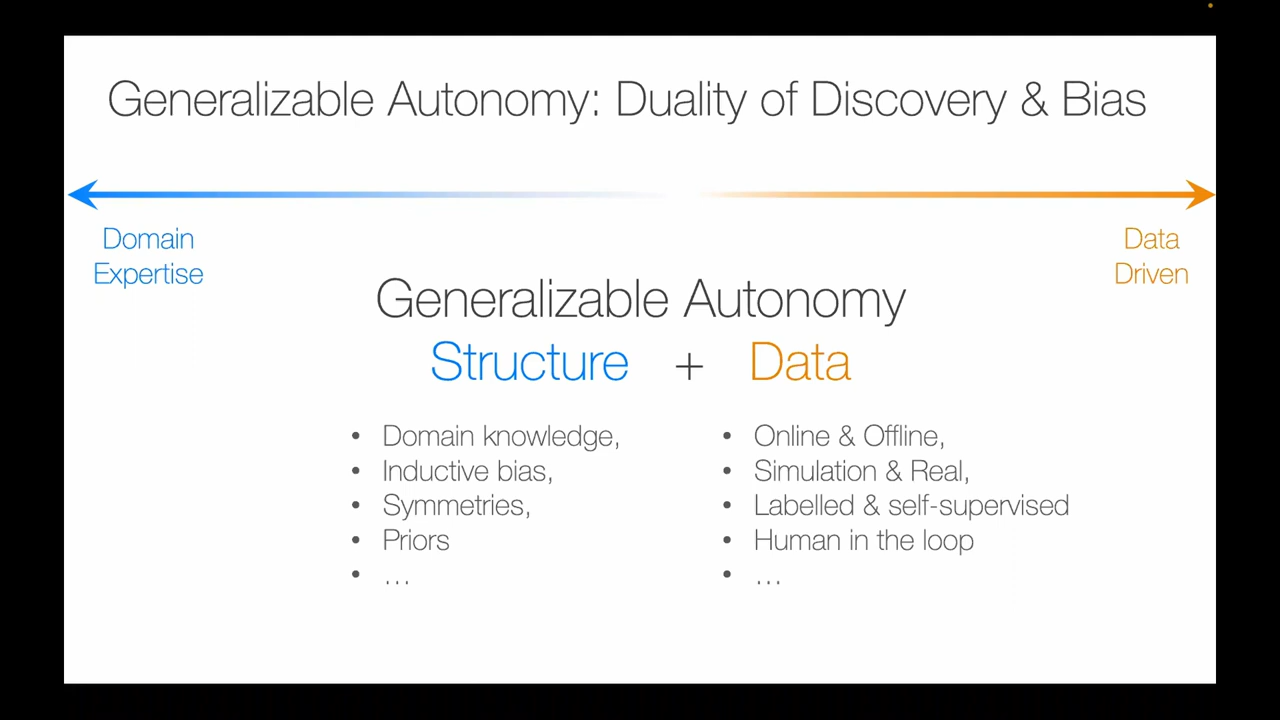 Generalizable Autonomy: Duality of Discovery & Bias
Domain
Expertise
Data
Driven
Generalizable Autonomy
Structure + Data
• Domain knowledge,
• Inductive bias,
• Symmetries,
• Priors
• …
• Online & Offline,
• Simulation & Real,
• Labelled & self-supervised
• Human in the loop
• …